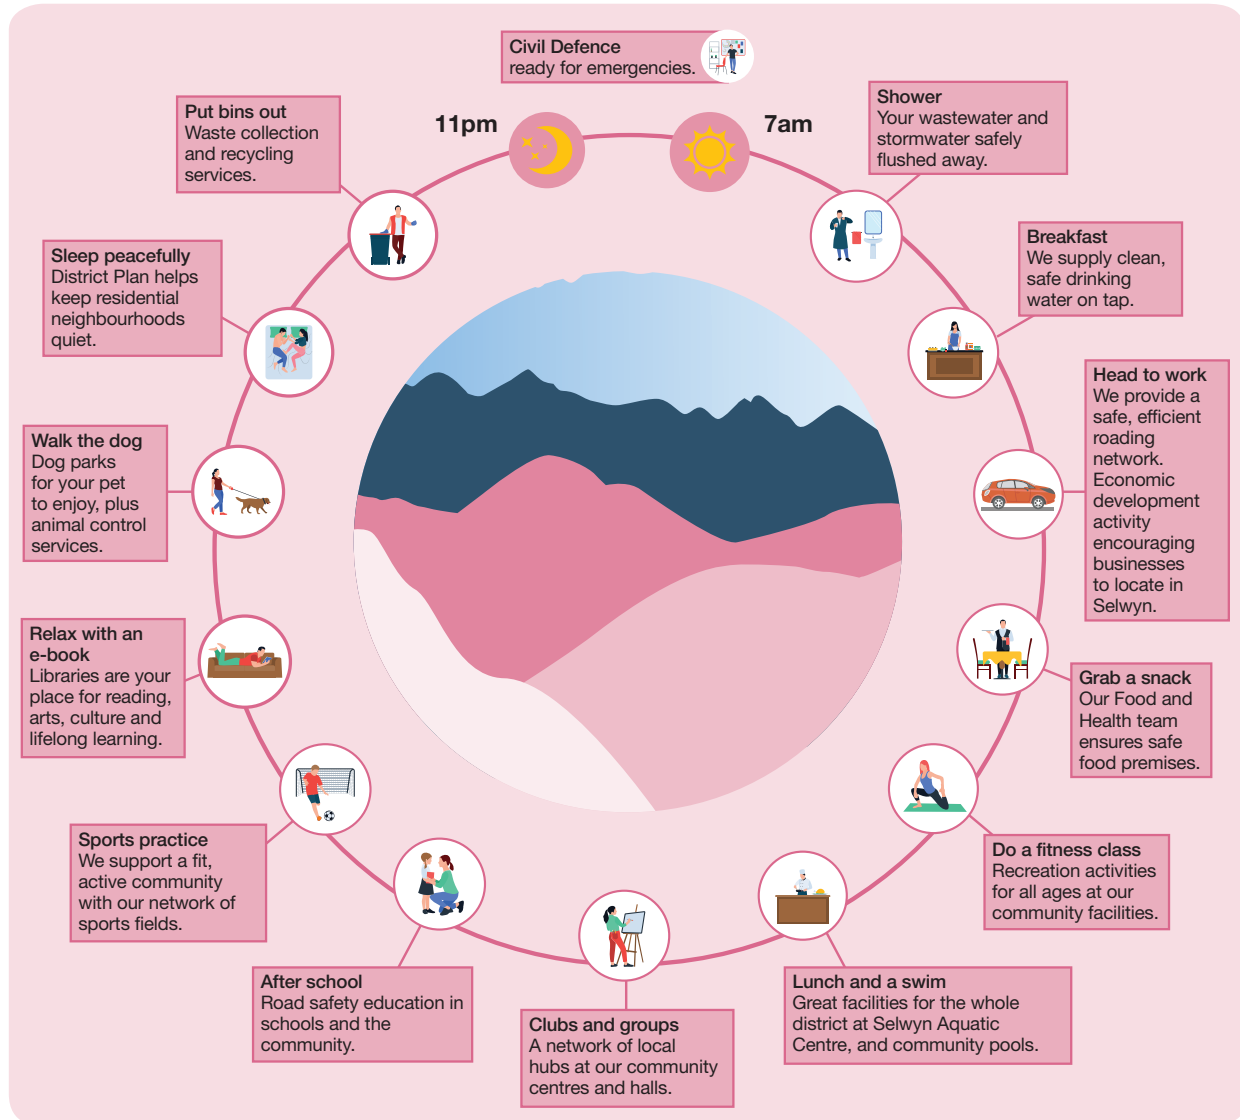 Civil Defence
ready for emergencies.
11pm
7am
Shower
Your wastewater and
stormwater safely
flushed away.
Breakfast
We supply clean,
safe drinking
water on tap.
Head to work
We provide a
safe, efficient
roading
network.
Economic
development
activity
encouraging
businesses
to locate in
Selwyn.
Grab a snack
Our Food and
Health team
ensures safe
food premises.
Do a fitness class
Recreation activities
for all ages at our
community facilities.
Lunch and a swim
Great facilities for the whole
district at Selwyn Aquatic
Centre, and community pools.
Clubs and groups
A network of local
hubs at our community
centres and halls.
After school
Road safety education in
schools and the
community.
Sports practice
We support a fit,
active community
with our network of
sports fields.
Relax with an
e-book
Libraries are your
place for reading,
arts, culture and
lifelong learning.
Walk the dog
Dog parks
for your pet
to enjoy, plus
animal control
services.
Sleep peacefully
District Plan helps
keep residential
neighbourhoods
quiet.
Put bins out
Waste collection
and recycling
services.